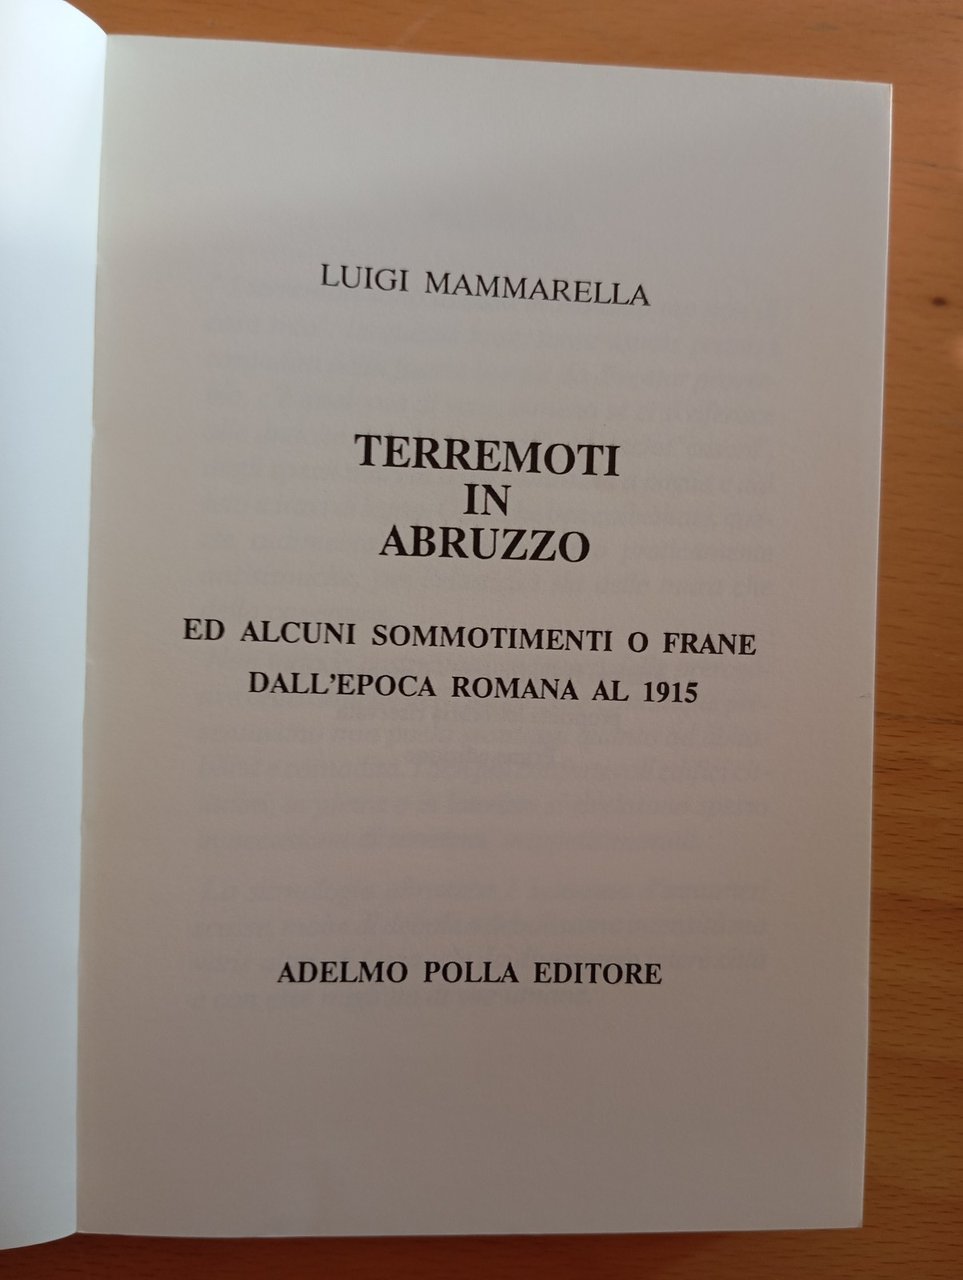 LUIGI MAMMARELLA
TERREMOTI
IN
ABRUZZO
ED ALCUNI SOMMOTIMENTI O FRANE
DALL'EPOCA ROMANA AL 1915
ADELMO POLLA EDITORE